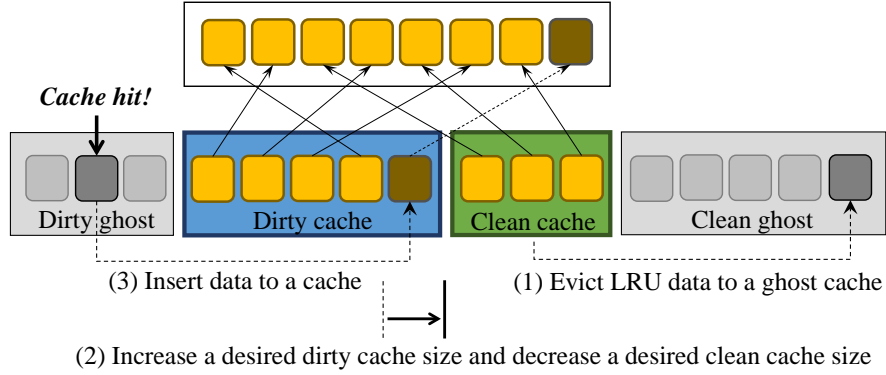 Cache hit!
Dirty ghost
Dirty cache
Clean cache
Clean ghost
(3) Insert data to a cache
(1) Evict LRU data to a ghost cache
(2) Increase a desired dirty cache size and decrease a desired clean cache size